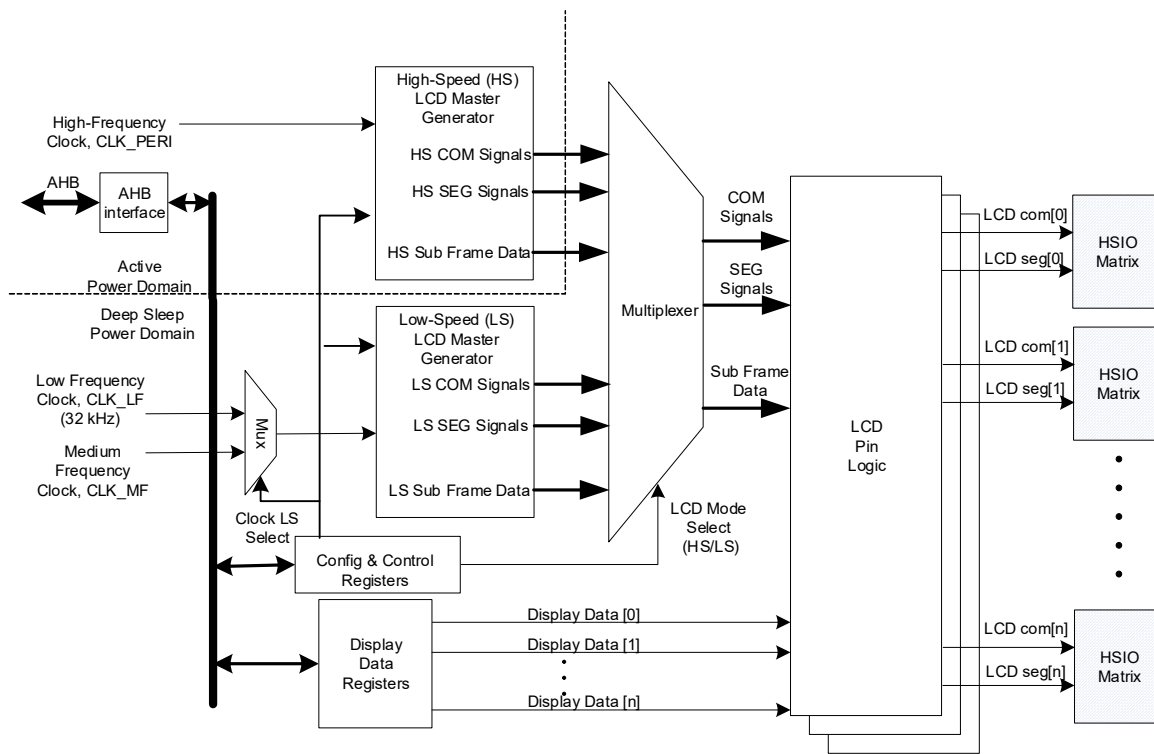 High-Speed (HS)
LCD Master
Generator
High-Frequency
Clock, CLK_PERI
HS COM Signals
HS SEG Signals
HS Sub Frame Data
AHB
AHB
interface
Active
Power Domain
Deep Sleep
Power Domain
Low-Speed (LS)
LCD Master
Generator
LS COM Signals
LS SEG Signals
LS Sub Frame Data
Low Frequency
Clock, CLK_LF
(32 kHz)
Medium
Frequency
Clock, CLK_MF
Mux
Clock LS
Select
Config & Control
Registers
Multiplexer
LCD Mode
Select
(HS/LS)
COM
Signals
SEG
Signals
Sub Frame
Data
Display
Data
Registers
Display Data [0]
Display Data [1]
Display Data [n]
LCD
Pin
Logic
LCD com[0]
LCD seg[0]
HSIO
Matrix
LCD com[1]
LCD seg[1]
HSIO
Matrix
LCD com[n]
LCD seg[n]
HSIO
Matrix